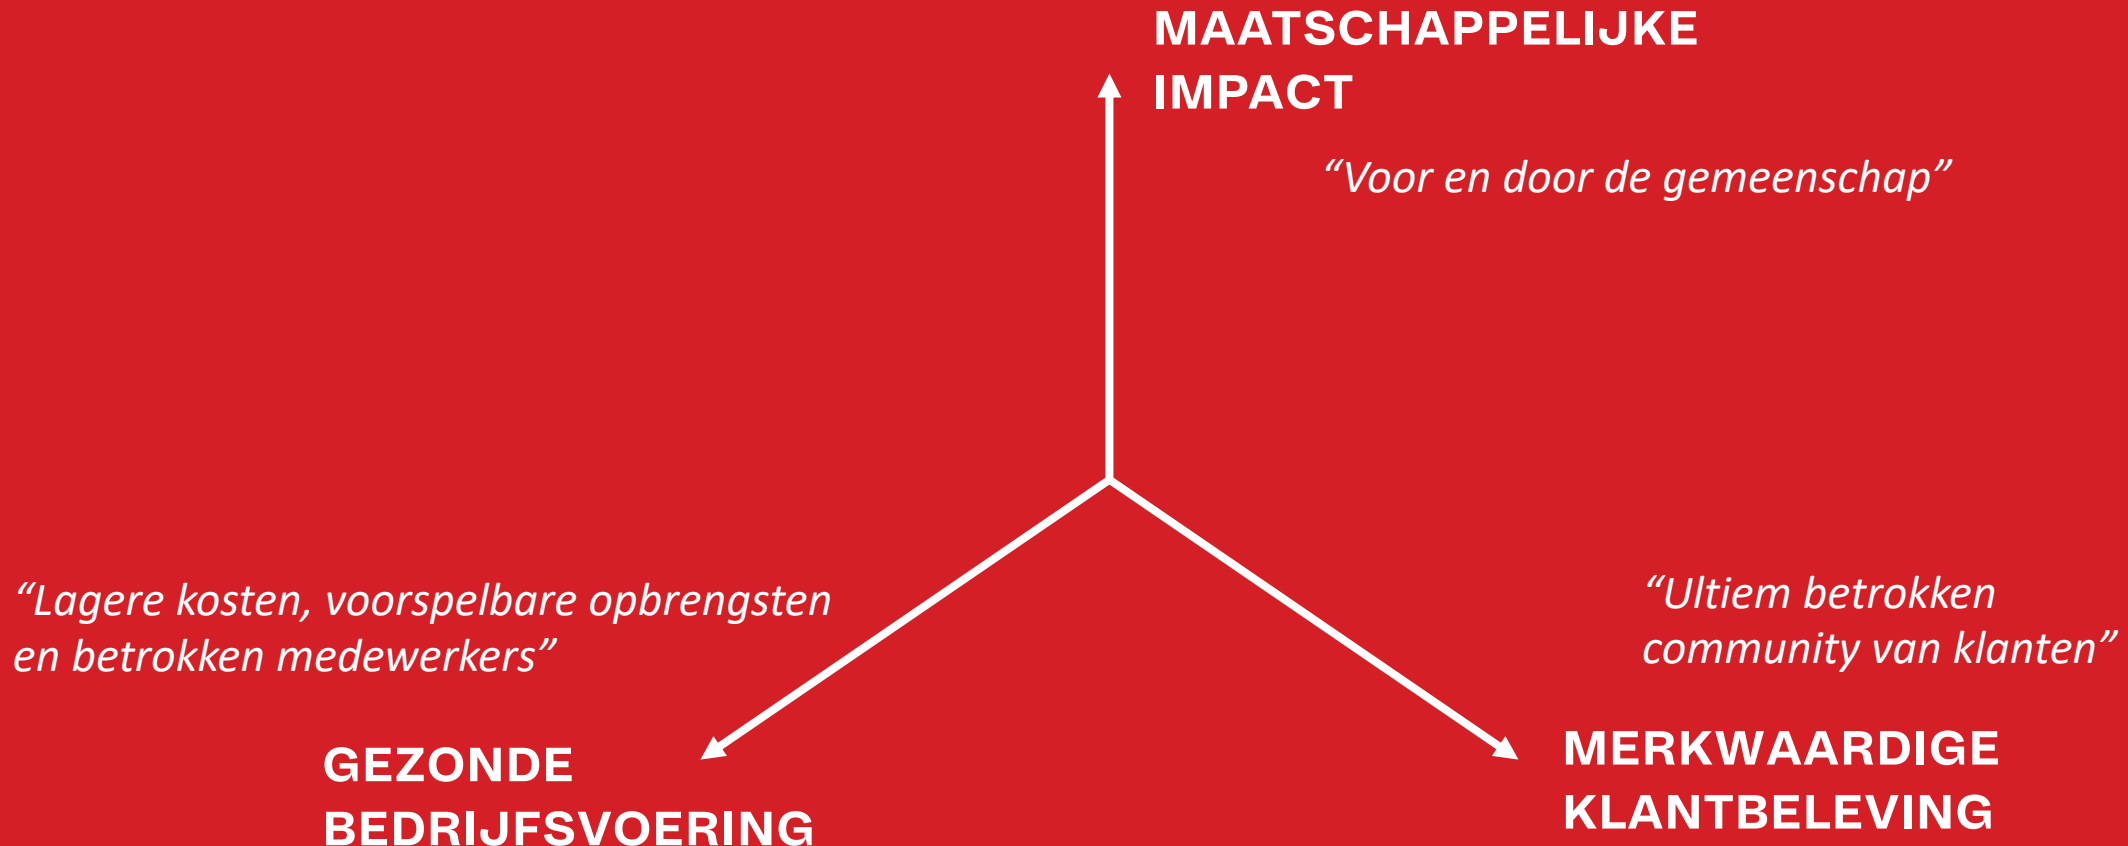 MAATSCHAPPELIJKE
IMPACT
“Voor en door de gemeenschap”
“Lagere kosten, voorspelbare opbrengsten
en betrokken medewerkers”
GEZONDE
BEDRIJFSVOERING
“Ultiem betrokken
community van klanten”
MERKWAARDIGE
KLANTBELEVING